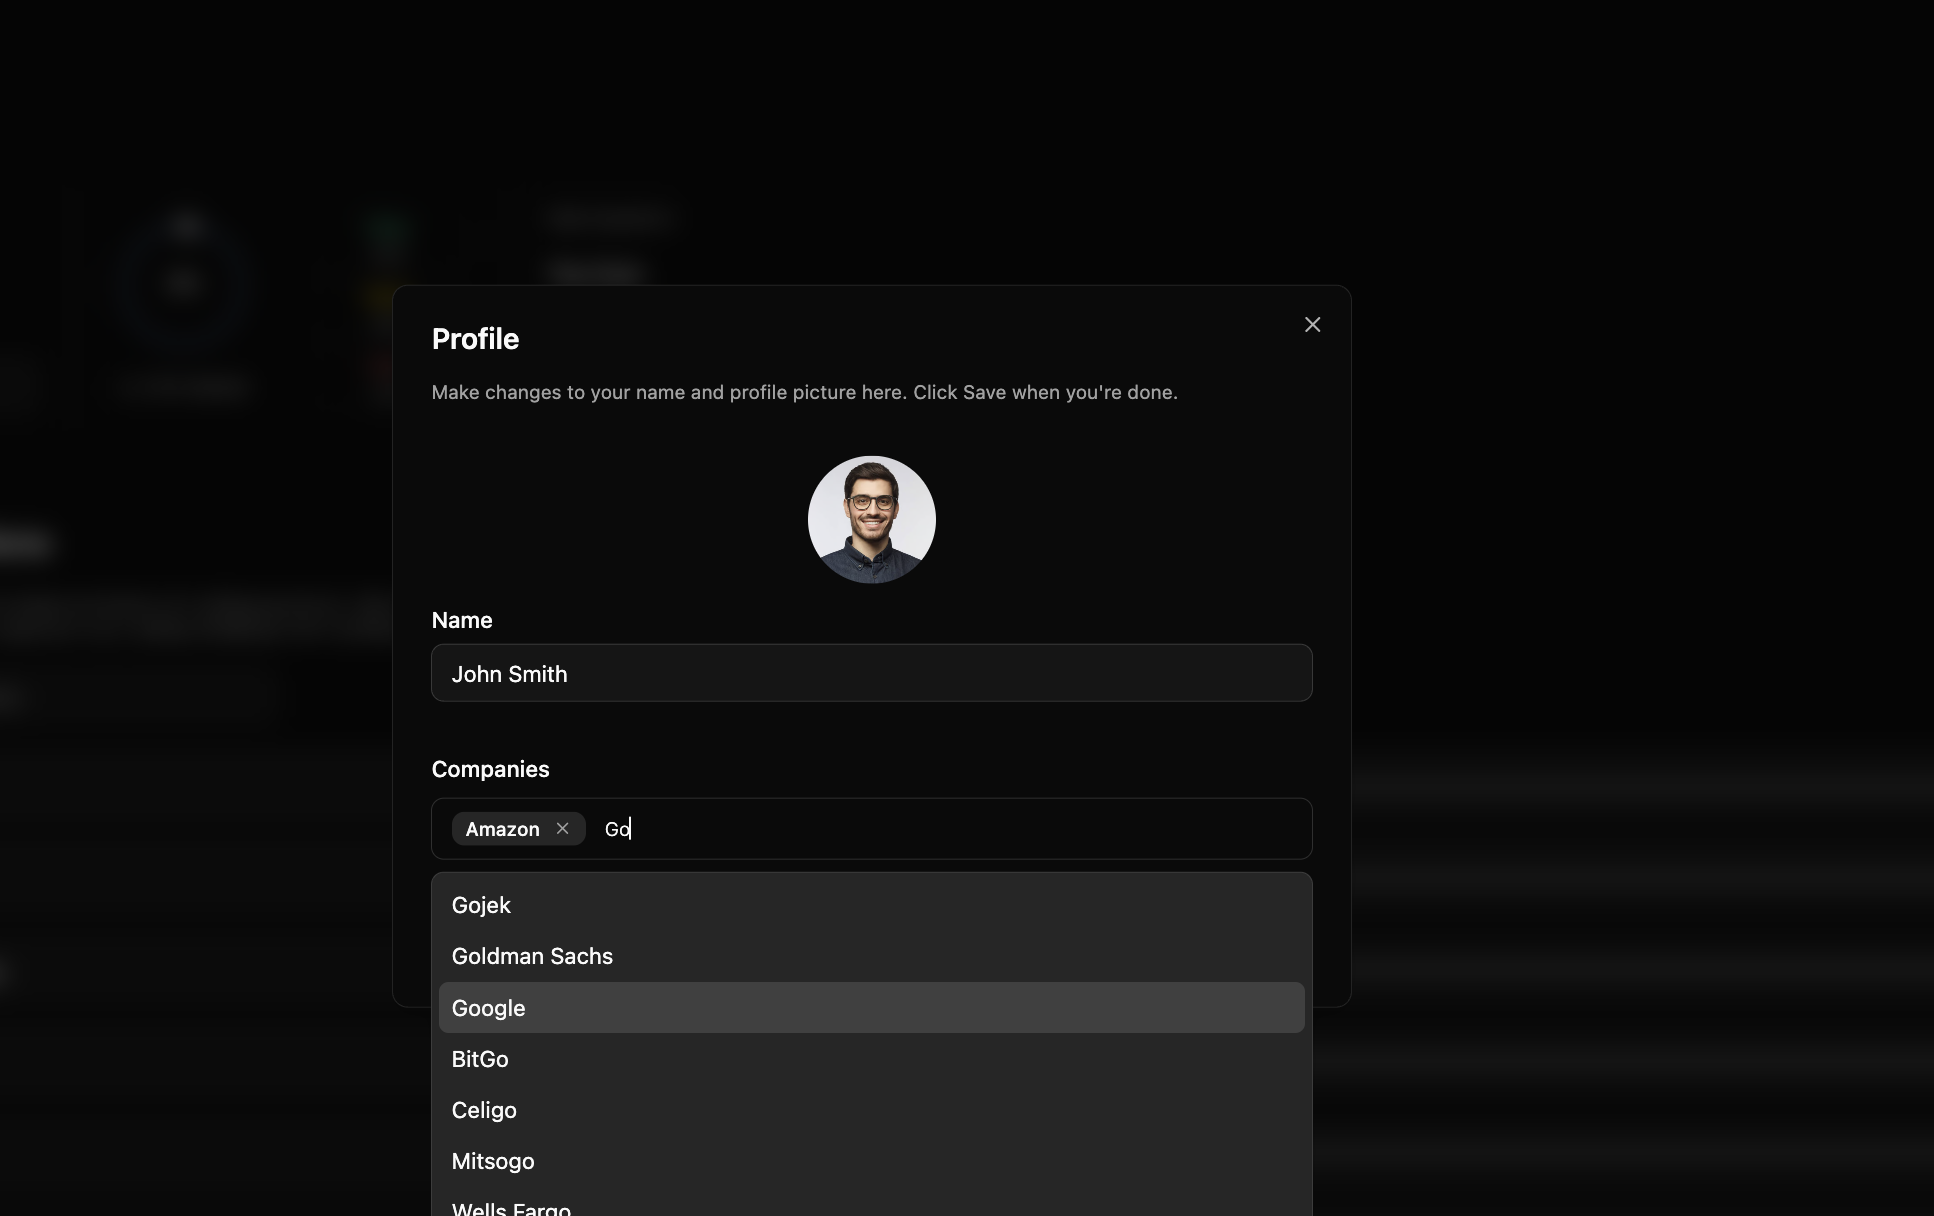 Profile
Make changes to your name and profile picture here. Click Save when you're done.
Name
John Smith
Companies
Amazon Go
Gojek
Goldman Sachs
Google
BitGo
Celigo
Mitsogo
Wells Fargo